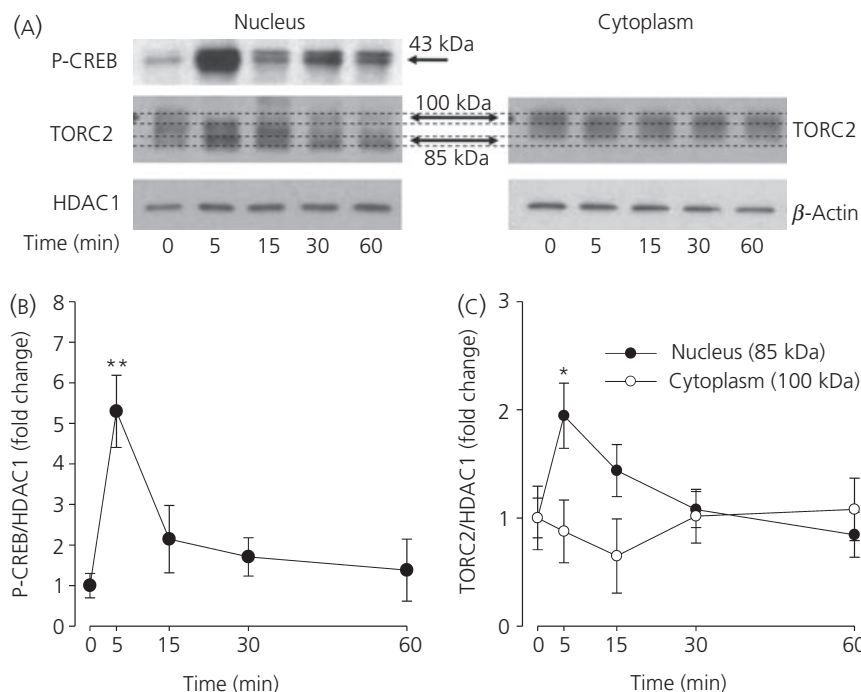 (A)
Nucleus
Cytoplasm
P-CREB
43 kDa
TORC2
100 kDa
85 kDa
TORC2
HDAC1
β-Actin
Time (min) 0 5 15 30 60
0 5 15 30 60
(B)
P-CREB/HDAC1 (fold change)
8
7
6
5
4
3
2
1
0
**
0 5 15 30 60
Time (min)
(C)
TORC2/HDAC1 (fold change)
3
2
1
0
*
Nucleus (85 kDa)
Cytoplasm (100 kDa)
0 5 15 30 60
Time (min)